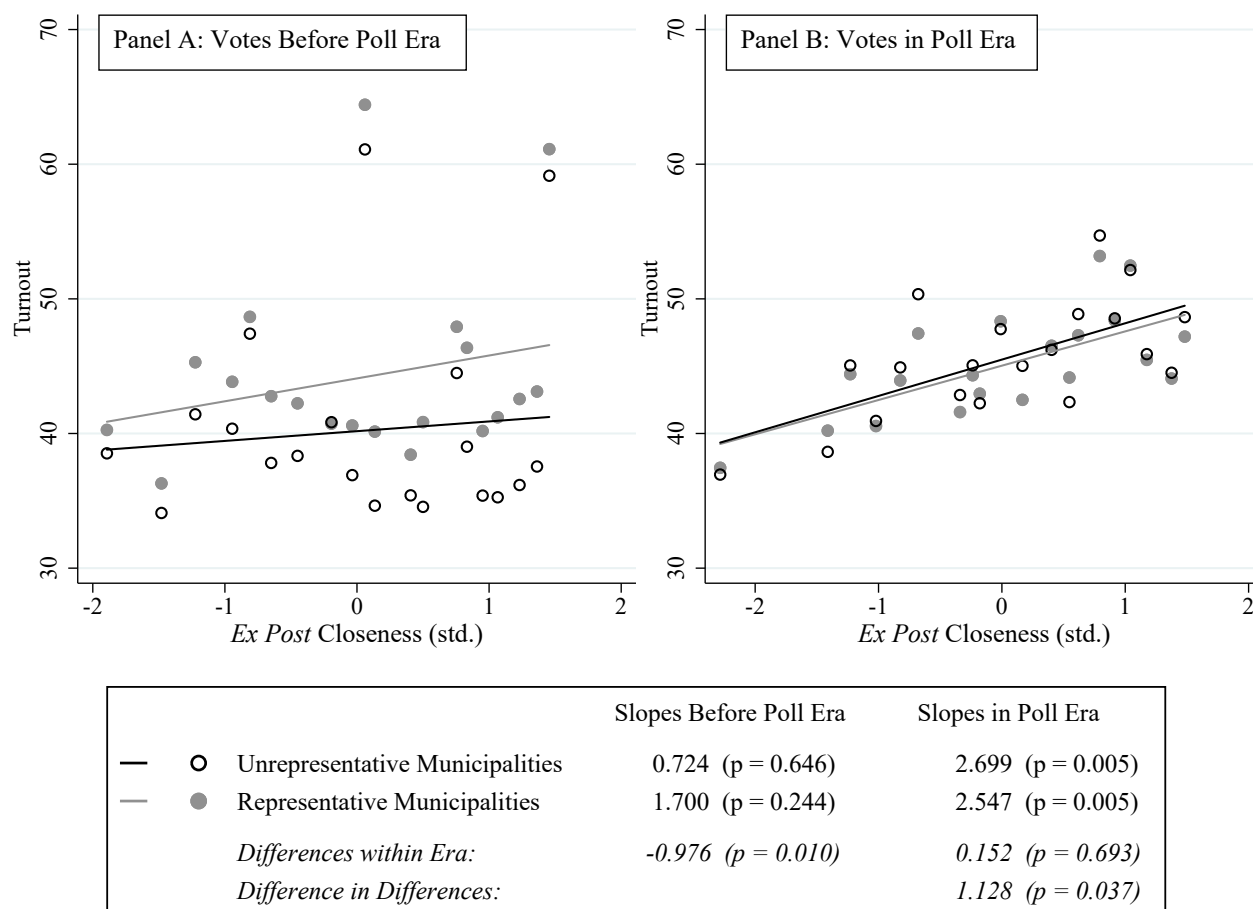 Panel A: Votes Before Poll Era
70
60
50
40
30
Turnout
-2 -1 0 1 2
Ex Post Closeness (std.)
Panel B: Votes in Poll Era
70
60
50
40
30
Turnout
-2 -1 0 1 2
Ex Post Closeness (std.)
Slopes Before Poll Era Slopes in Poll Era
Unrepresentative Municipalities 0.724 (p = 0.646) 2.699 (p = 0.005)
Representative Municipalities 1.700 (p = 0.244) 2.547 (p = 0.005)
Differences within Era: -0.976 (p = 0.010) 0.152 (p = 0.693)
Difference in Differences: 1.128 (p = 0.037)